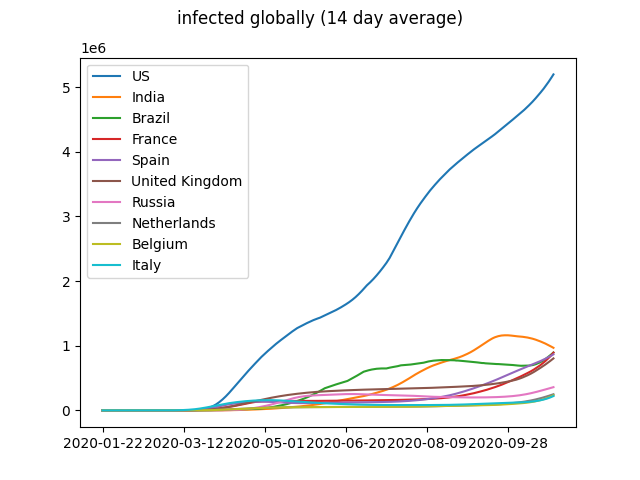 infected globally (14 day average)
1e6
5
4
3
2
1
0
US
India
Brazil
France
Spain
United Kingdom
Russia
Netherlands
Belgium
Italy
2020-01-22 2020-03-12 2020-05-01 2020-06-20 2020-08-09 2020-09-28